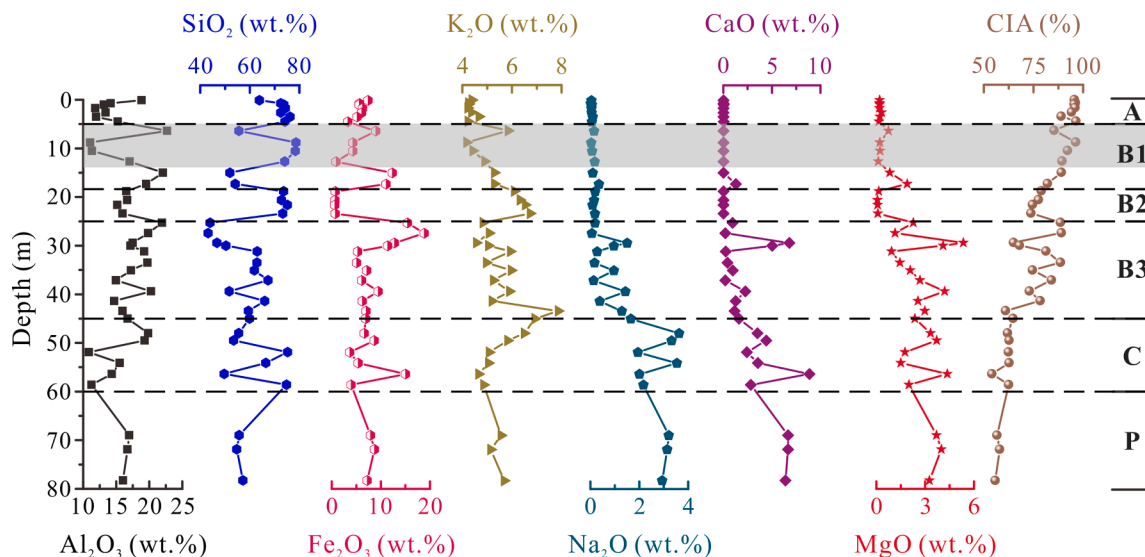 SiO₂ (wt.%) K₂O (wt.%) CaO (wt.%) CIA (%)
40 60 80 4 6 8 0 5 10 50 100
0 A
10 B1
20 B2
30 B3
40
50 C
60
70 P
80
Depth (m)
10 15 20 25 0 10 20 0 2 4 0 3 6
Al₂O₃ (wt.%) Fe₂O₃ (wt.%) Na₂O (wt.%) MgO (wt.%)